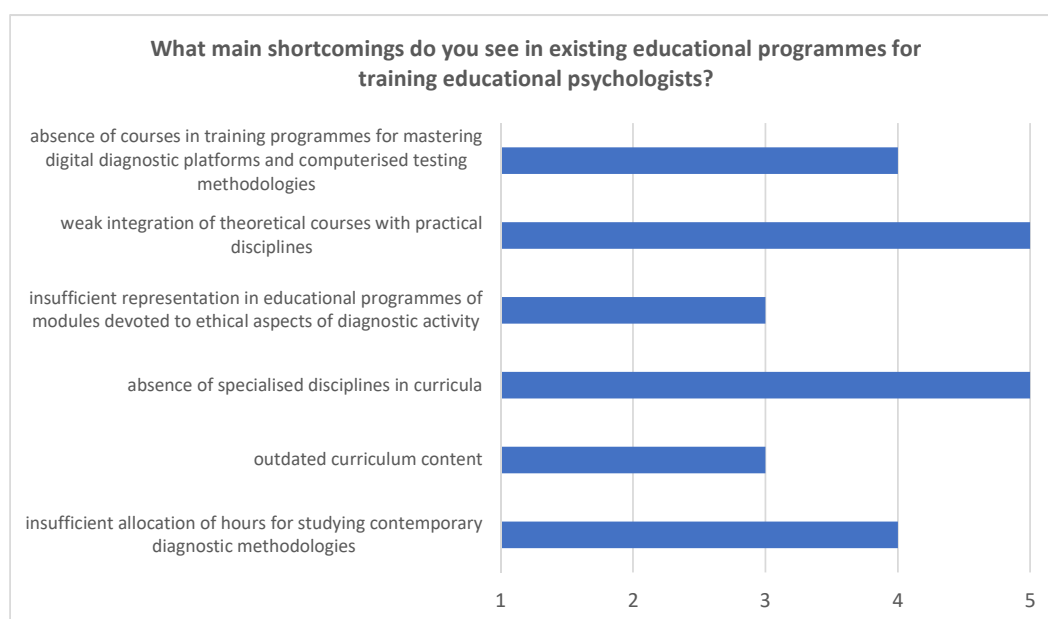 What main shortcomings do you see in existing educational programmes for
training educational psychologists?
absence of courses in training programmes for mastering
digital diagnostic platforms and computerised testing
methodologies
weak integration of theoretical courses with practical
disciplines
insufficient representation in educational programmes of
modules devoted to ethical aspects of diagnostic activity
absence of specialised disciplines in curricula
outdated curriculum content
insufficient allocation of hours for studying contemporary
diagnostic methodologies
1 2 3 4 5